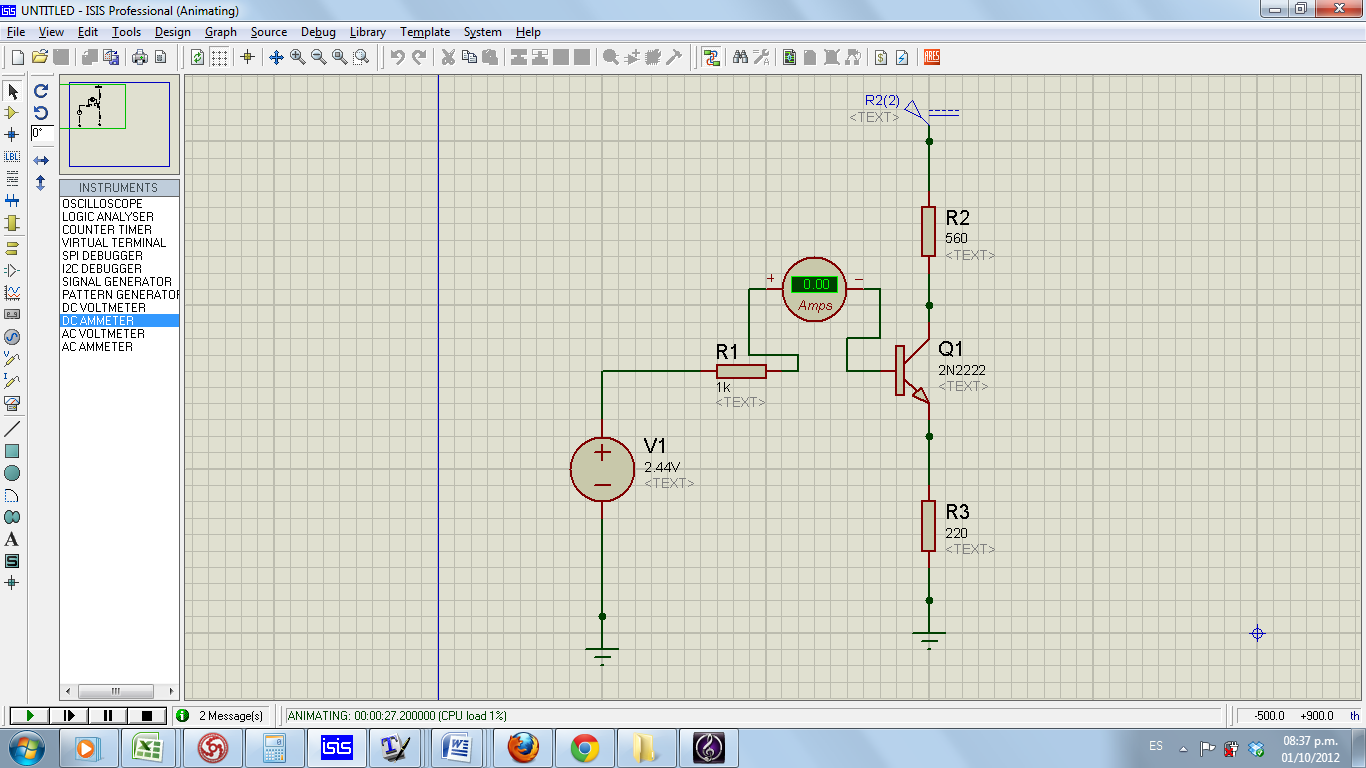 UNTITLED - ISIS Professional (Animating)
File View Edit Tools Design Graph Source Debug Library Template System Help
0°
LBL
INSTRUMENTS
OSCILLOSCOPE
LOGIC ANALYSER
COUNTER TIMER
VIRTUAL TERMINAL
SPI DEBUGGER
I2C DEBUGGER
SIGNAL GENERATOR
PATTERN GENERATOR
DC VOLTMETER
DC AMMETER
AC VOLTMETER
AC AMMETER
R2(2)
<TEXT>
R2
560
<TEXT>
+ −
0.00
Amps
R1
1k
<TEXT>
Q1
2N2222
<TEXT>
V1
2.44V
<TEXT>
R3
220
<TEXT>
A
S
ARES
2 Message(s)
ANIMATING: 00:00:27.200000 (CPU load 1%)
-500.0 +900.0 th
isis
ES
08:37 p.m.
01/10/2012